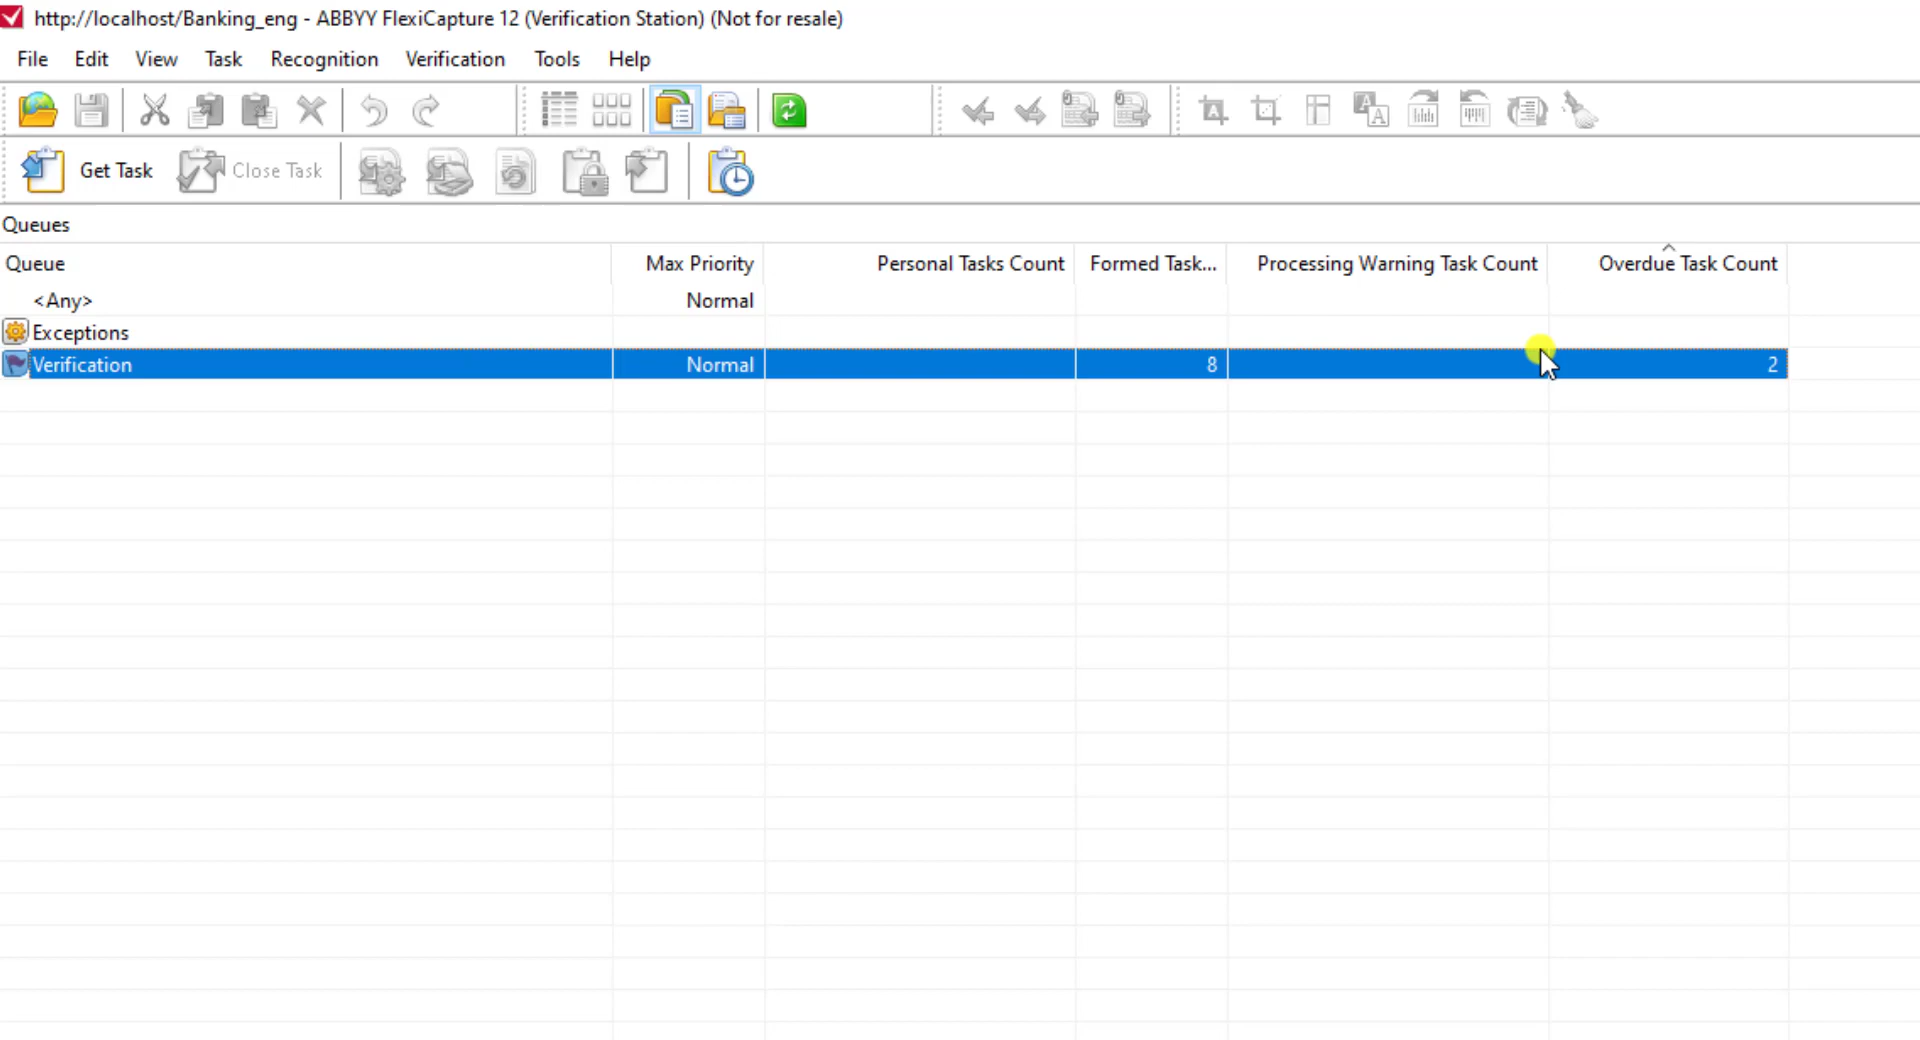 http://localhost/Banking_eng - ABBYY FlexiCapture 12 (Verification Station) (Not for resale)
File Edit View Task Recognition Verification Tools Help
Get Task Close Task
Queues
Queue Max Priority Personal Tasks Count Formed Task... Processing Warning Task Count Overdue Task Count
<Any> Normal
Exceptions
Verification Normal 8 2